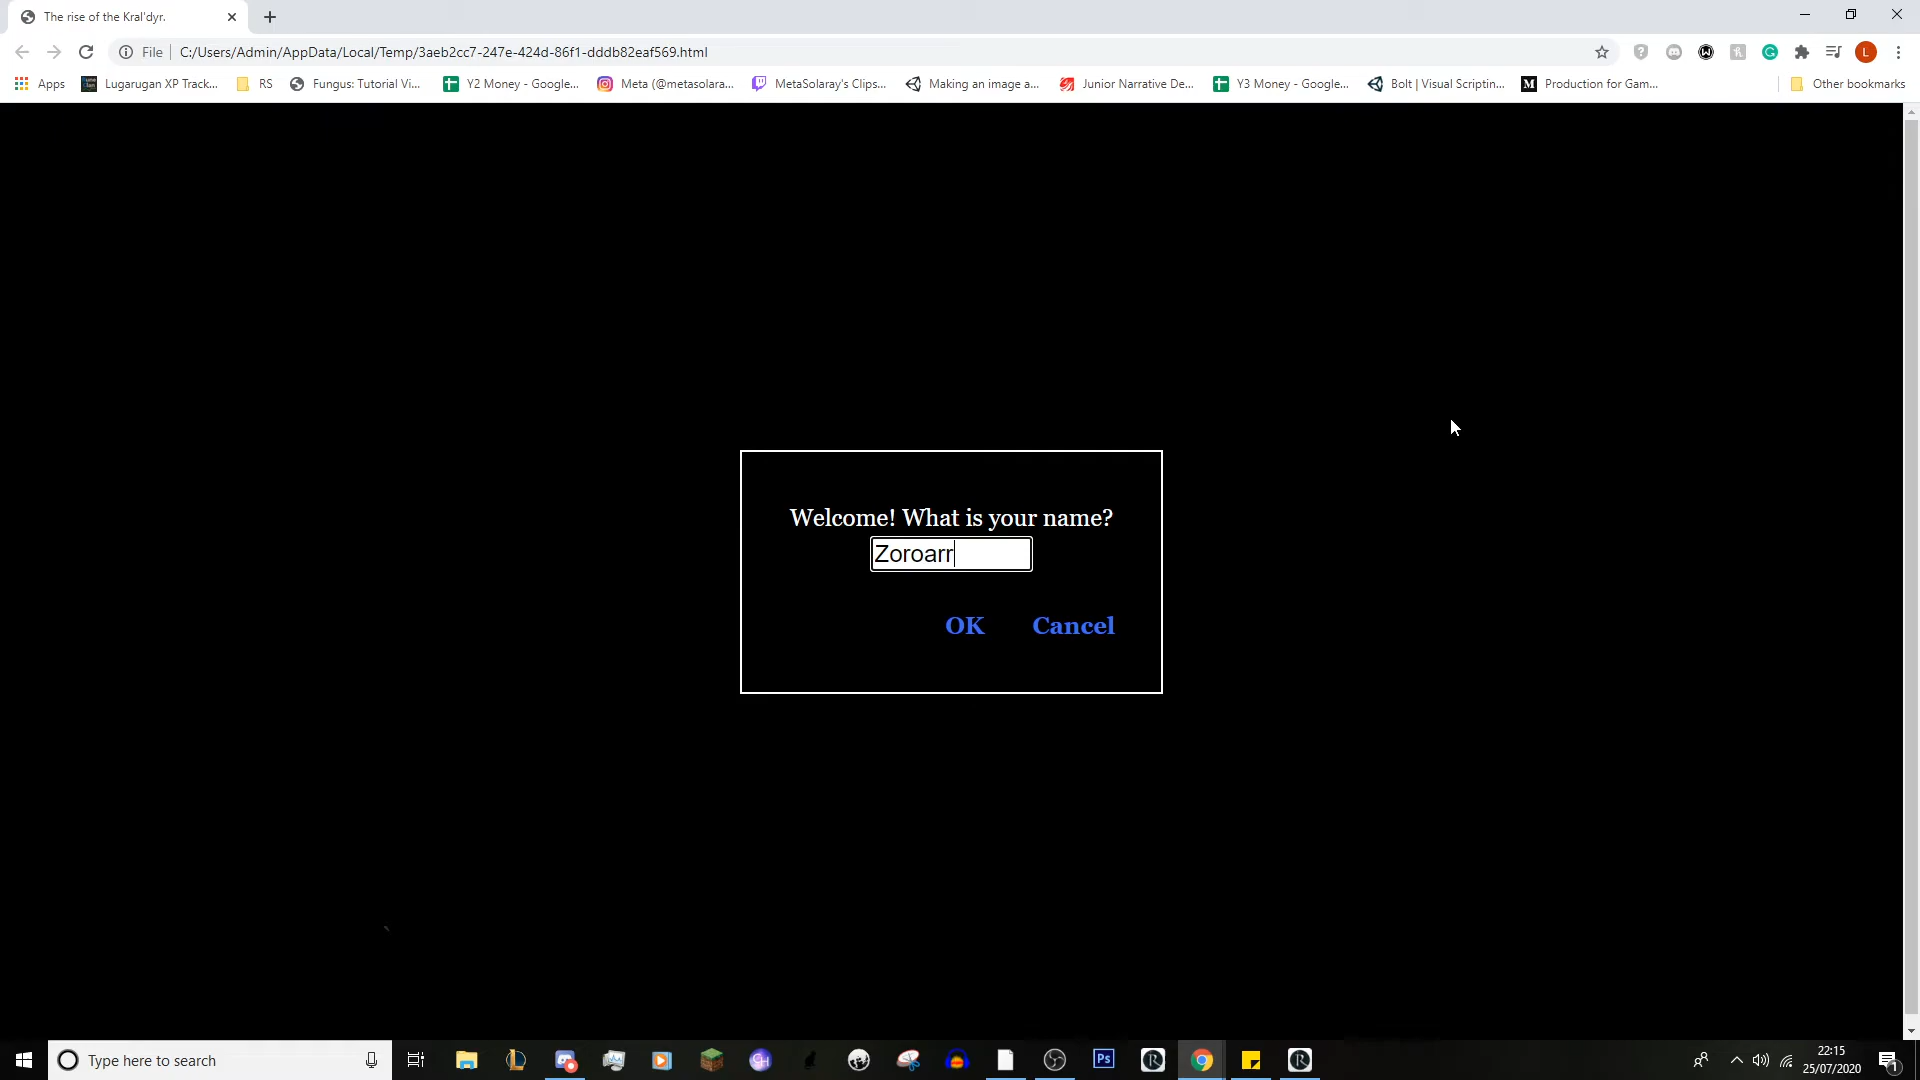 The rise of the Kral'dyr.
File
C:/Users/Admin/AppData/Local/Temp/3aeb2cc7-247e-424d-86f1-dddb82eaf569.html
L
Apps
Lugarugan XP Track...
RS
Fungus: Tutorial Vi...
Y2 Money - Google...
Meta (@metasolara...
MetaSolaray's Clips...
Making an image a...
Junior Narrative De...
Y3 Money - Google...
Bolt | Visual Scriptin...
M
Production for Gam...
Other bookmarks
Welcome! What is your name?
Zoroarr
OK Cancel
Type here to search
Ps
R
R
22:15
25/07/2020
1